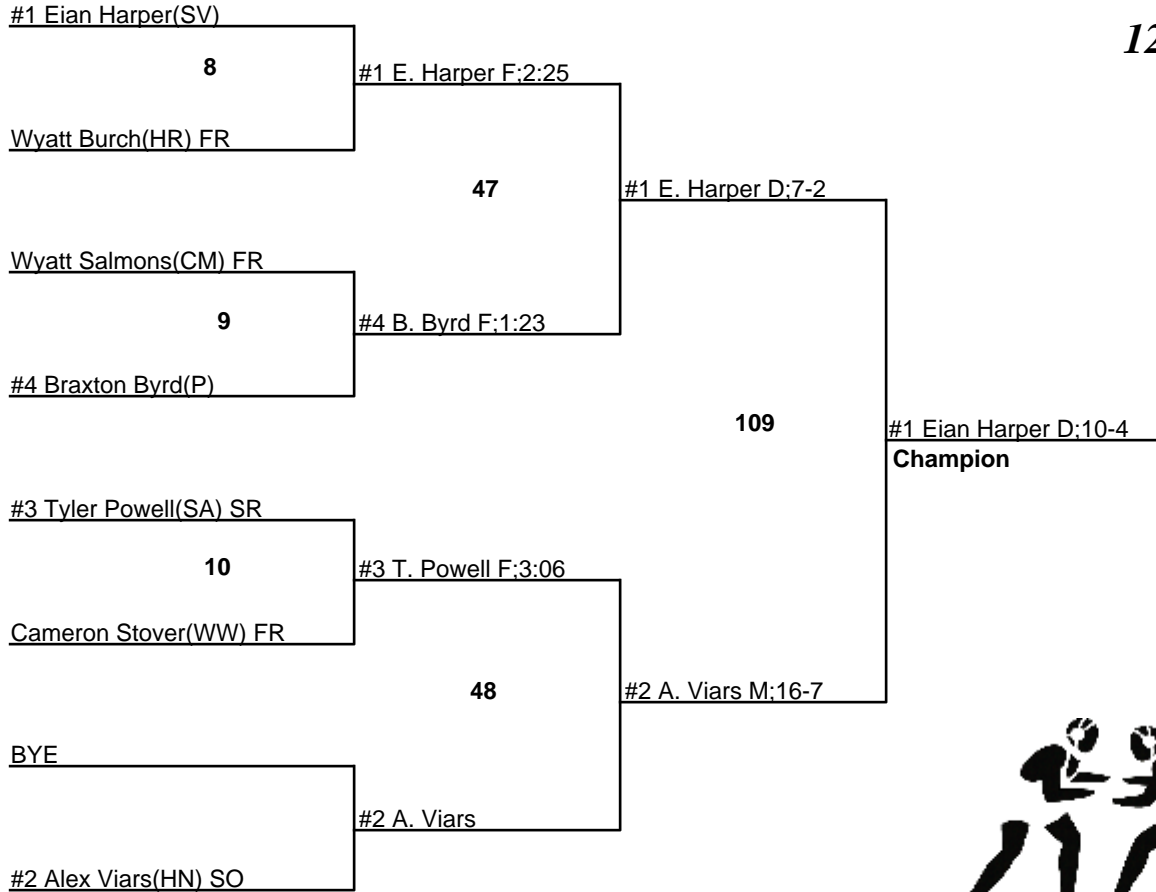 #1 Eian Harper(SV)
12
8
#1 E. Harper F;2:25
Wyatt Burch(HR) FR
47
#1 E. Harper D;7-2
Wyatt Salmons(CM) FR
9
#4 B. Byrd F;1:23
#4 Braxton Byrd(P)
109
#1 Eian Harper D;10-4
Champion
#3 Tyler Powell(SA) SR
10
#3 T. Powell F;3:06
Cameron Stover(WW) FR
48
#2 A. Viars M;16-7
BYE
#2 A. Viars
#2 Alex Viars(HN) SO